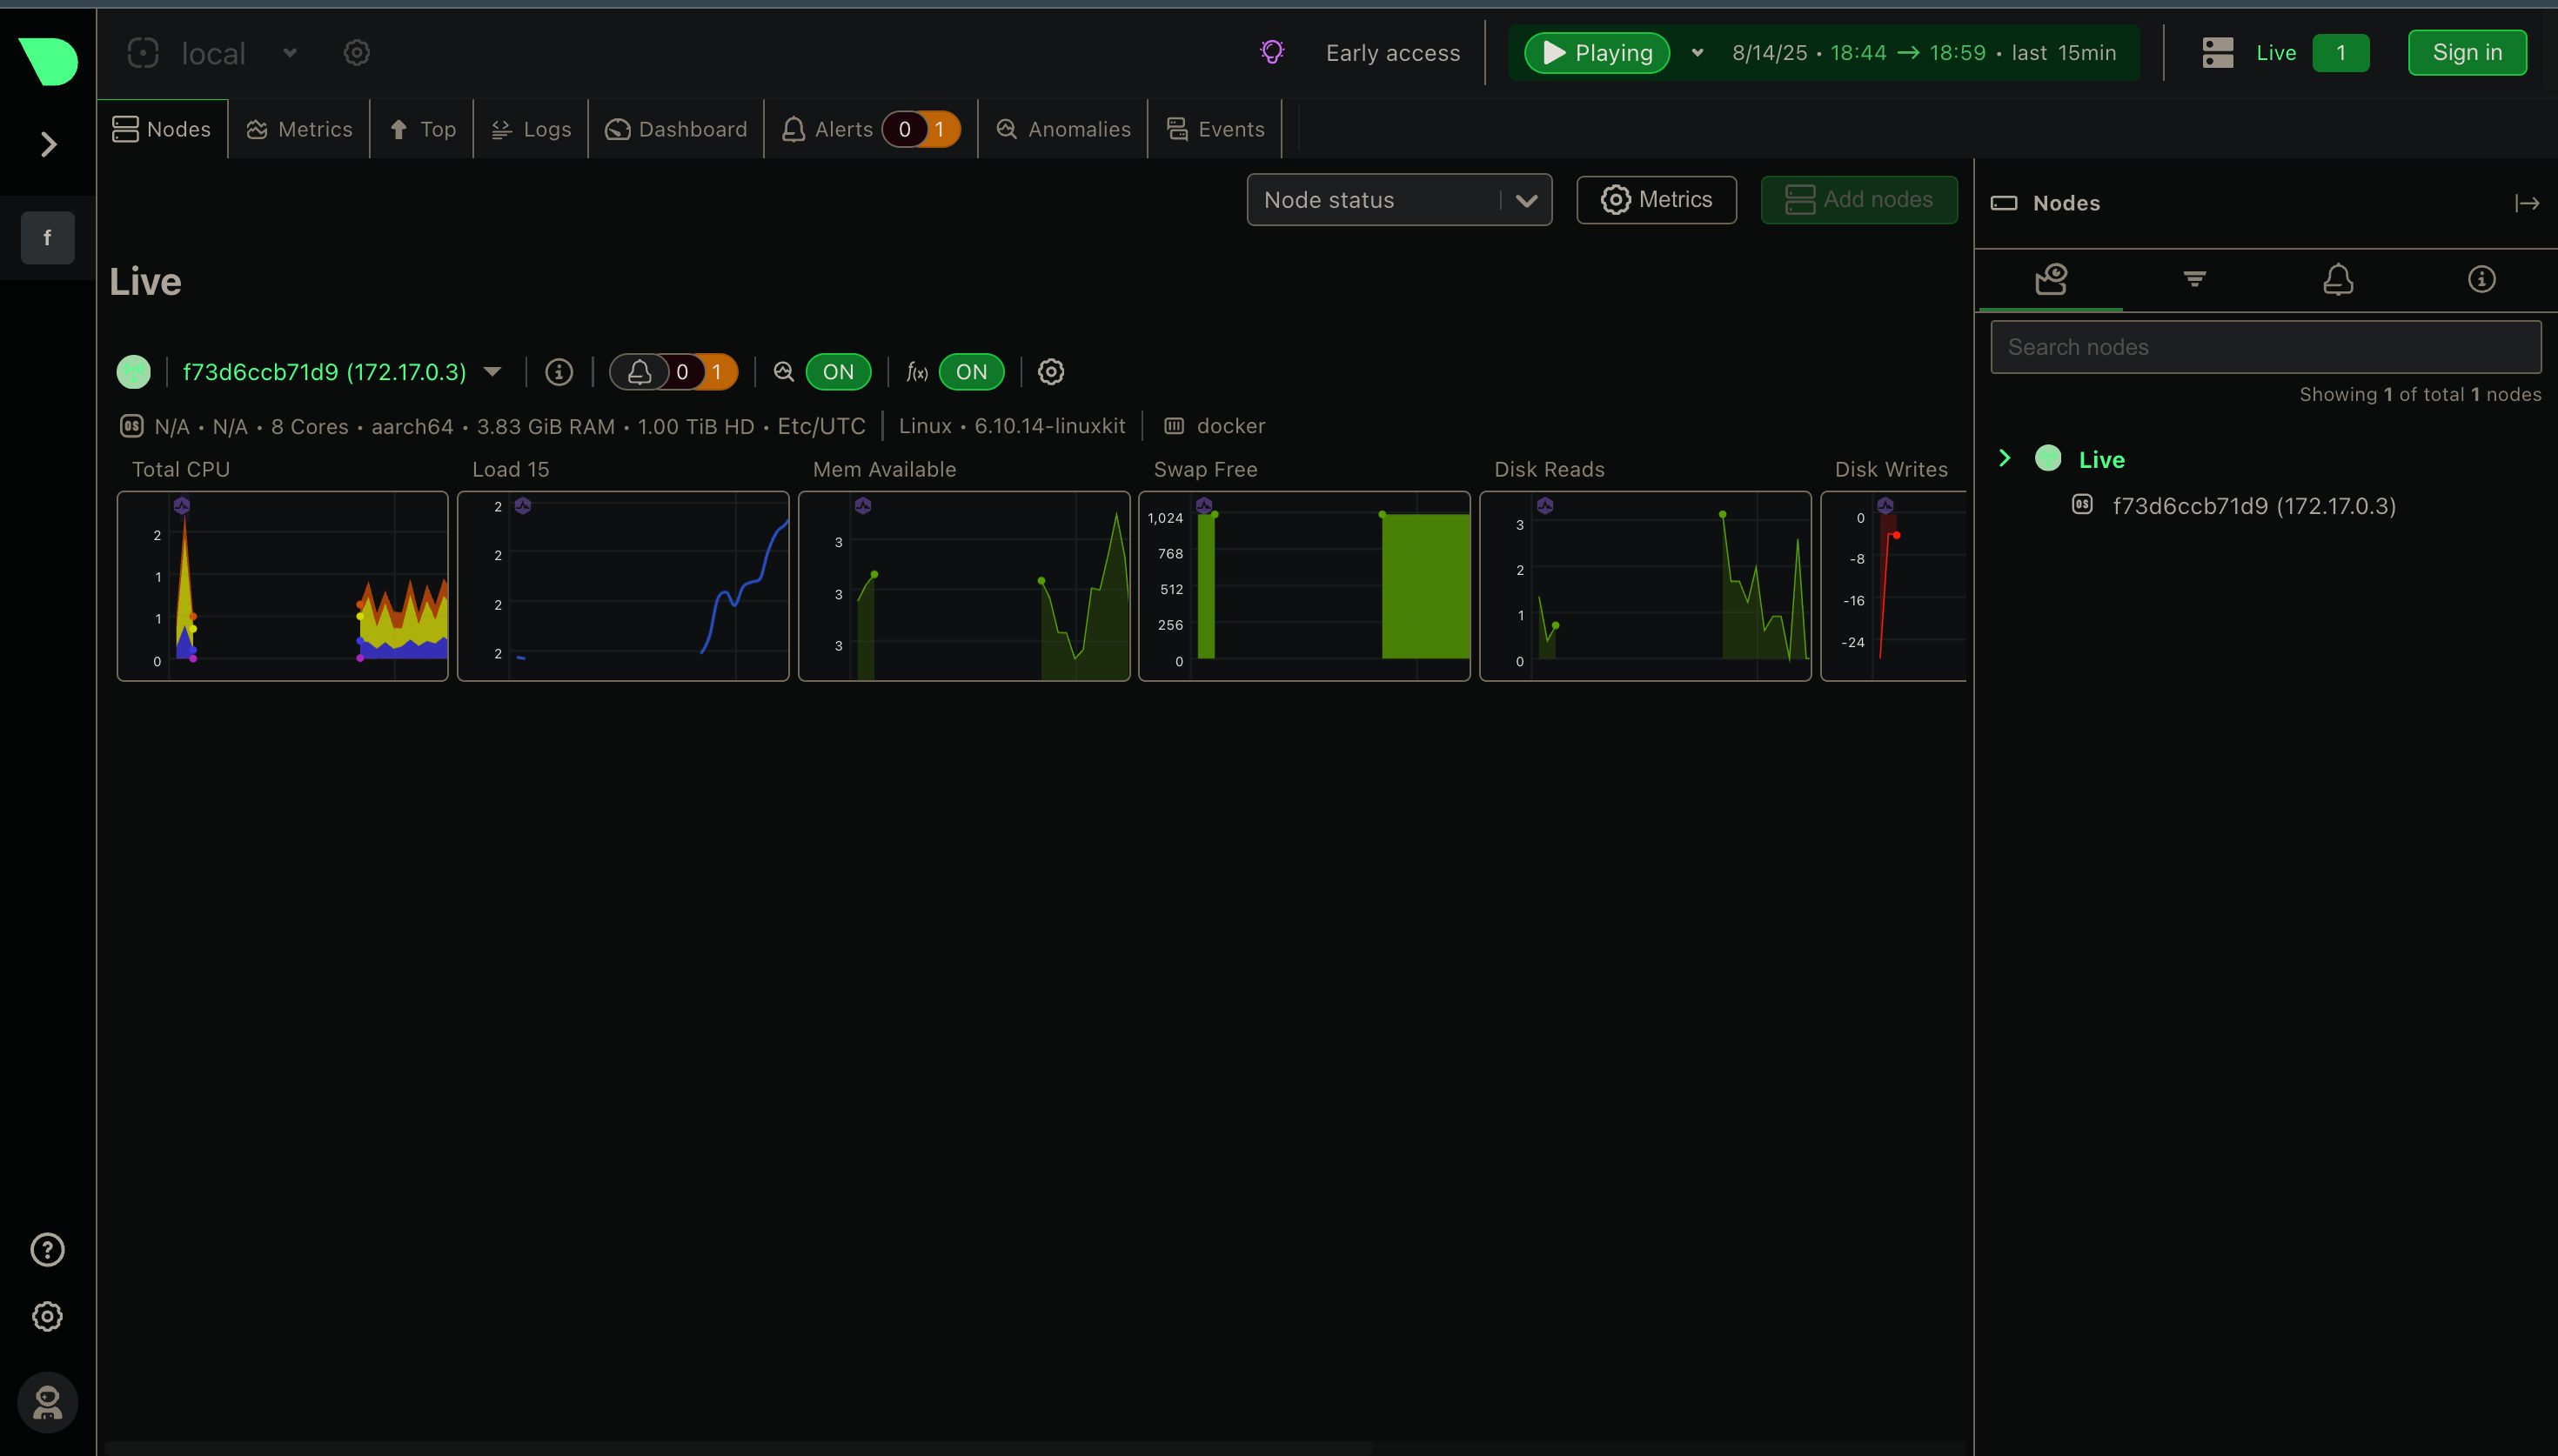 local
Early access
Playing
8/14/25 • 18:44 → 18:59 • last 15min
Live 1
Sign in
Nodes
Metrics
Top
Logs
Dashboard
Alerts 0 1
Anomalies
Events
f
Node status
Metrics
Add nodes
Nodes
Live
Search nodes
Showing 1 of total 1 nodes
f73d6ccb71d9 (172.17.0.3)
0 1
ON
f(x) ON
OS N/A • N/A • 8 Cores • aarch64 • 3.83 GiB RAM • 1.00 TiB HD • Etc/UTC
Linux • 6.10.14-linuxkit
docker
Live
OS f73d6ccb71d9 (172.17.0.3)
Total CPU
2
1
1
0
Load 15
2
2
2
2
Mem Available
3
3
3
Swap Free
1,024
768
512
256
0
Disk Reads
3
2
1
0
Disk Writes
0
-8
-16
-24